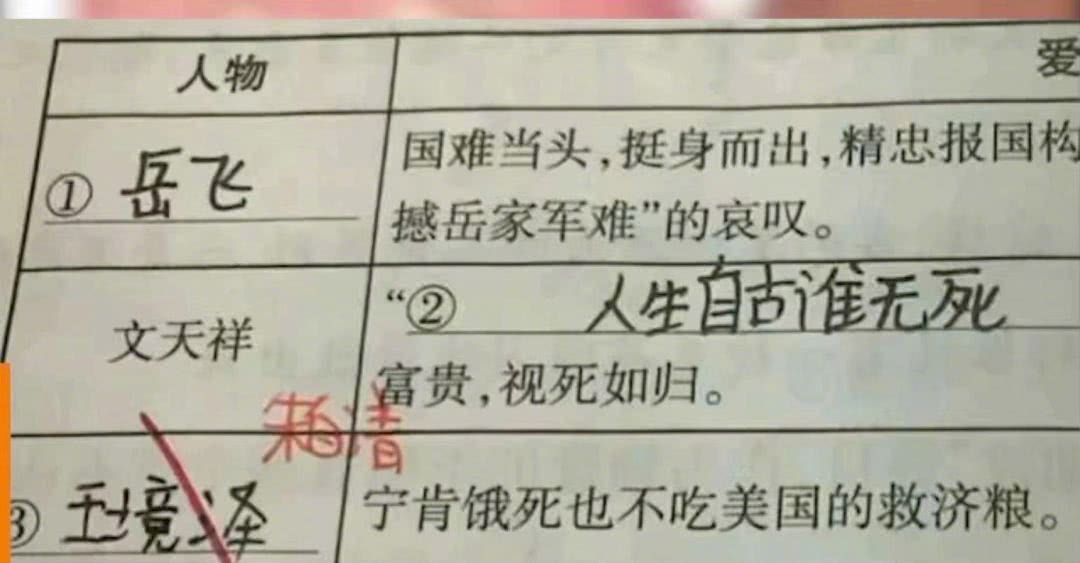 人物
爱
① 岳飞
国难当头,挺身而出,精忠报国构
撼岳家军难”的哀叹。
文天祥
“② 人生自古谁无死
富贵,视死如归。
朱自清
③ 王境泽
宁肯饿死也不吃美国的救济粮。